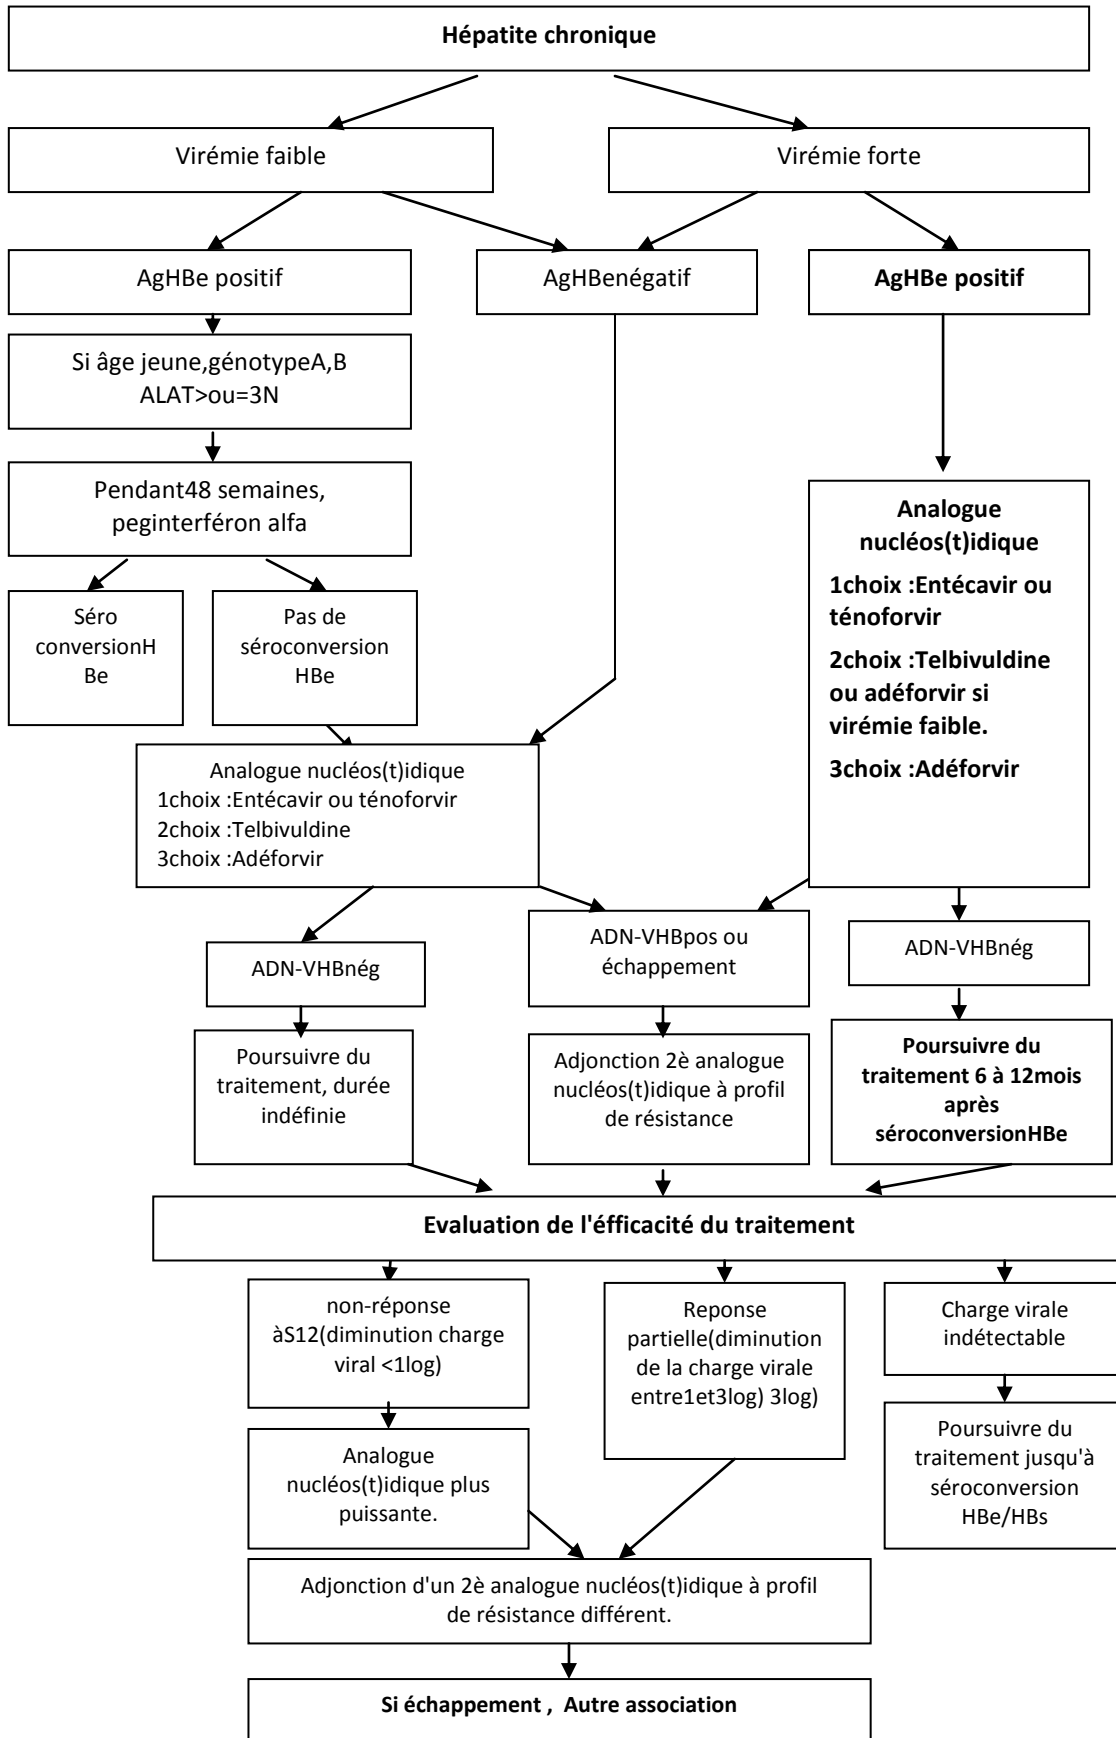 Hépatite chronique
Virémie faible
Virémie forte
AgHBe positif
AgHBenégatif
AgHBe positif
Si âge jeune,génotypeA,B
ALAT>ou=3N
Pendant48 semaines,
peginterféron alfa
Séro
conversionH
Be
Pas de
séroconversion
HBe
Analogue
nucléos(t)idique
1choix :Entécavir ou
ténoforvir
2choix :Telbivuldine
ou adéforvir si
virémie faible.
3choix :Adéforvir
Analogue nucléos(t)idique
1choix :Entécavir ou ténoforvir
2choix :Telbivuldine
3choix :Adéforvir
ADN-VHBnég
ADN-VHBpos ou
échappement
ADN-VHBnég
Poursuivre du
traitement, durée
indéfinie
Adjonction 2è analogue
nucléos(t)idique à profil
de résistance
Poursuivre du
traitement 6 à 12mois
après
séroconversionHBe
Evaluation de l'éfficacité du traitement
non-réponse
àS12(diminution charge
viral <1log)
Reponse
partielle(diminution
de la charge virale
entre1et3log) 3log)
Charge virale
indétectable
Analogue
nucléos(t)idique plus
puissante.
Poursuivre du
traitement jusqu'à
séroconversion
HBe/HBs
Adjonction d'un 2è analogue nucléos(t)idique à profil
de résistance différent.
Si échappement , Autre association